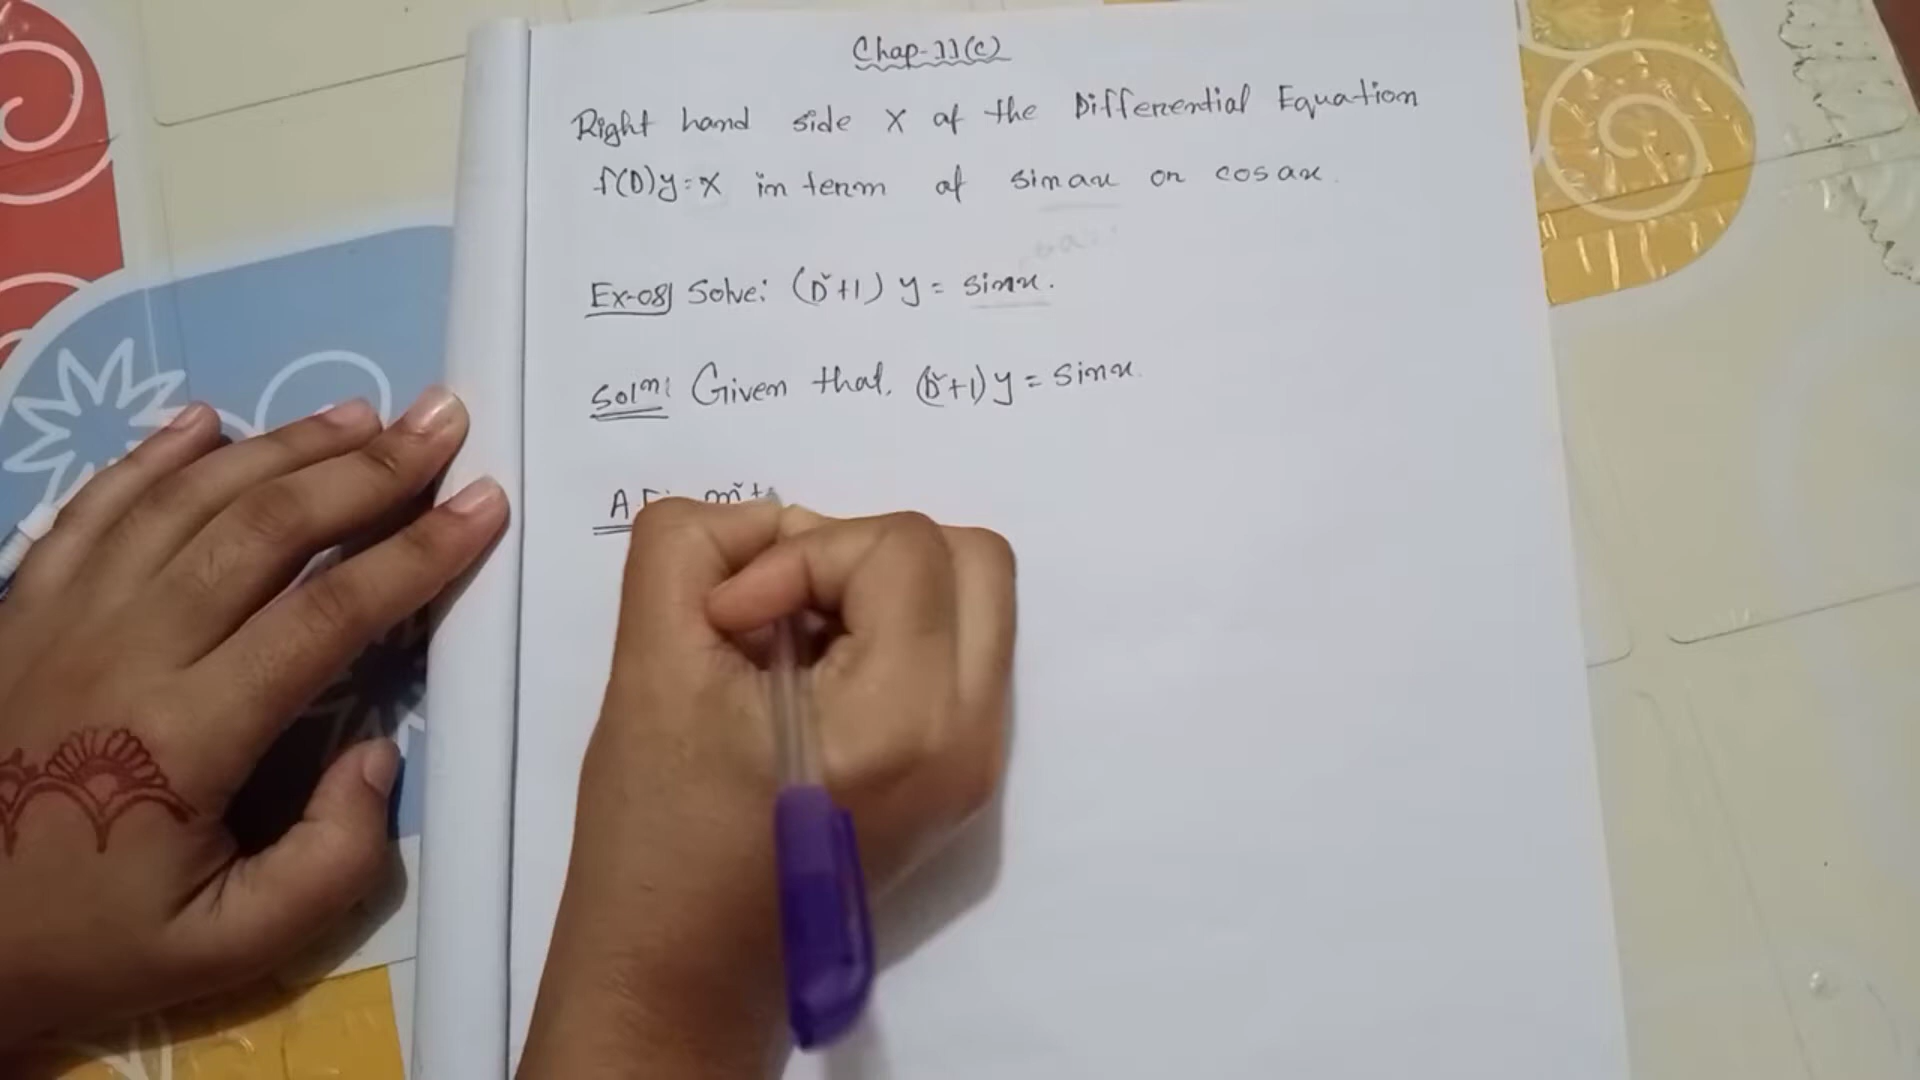 Chap-11(c)
Right hand side X of the Differential Equation
f(D)y=X in term of sinax or cosax.
Ex-08) Solve: (D²+1) y = sinx.
Solⁿ: Given that, (D²+1) y = sinx.
A.E: m²+